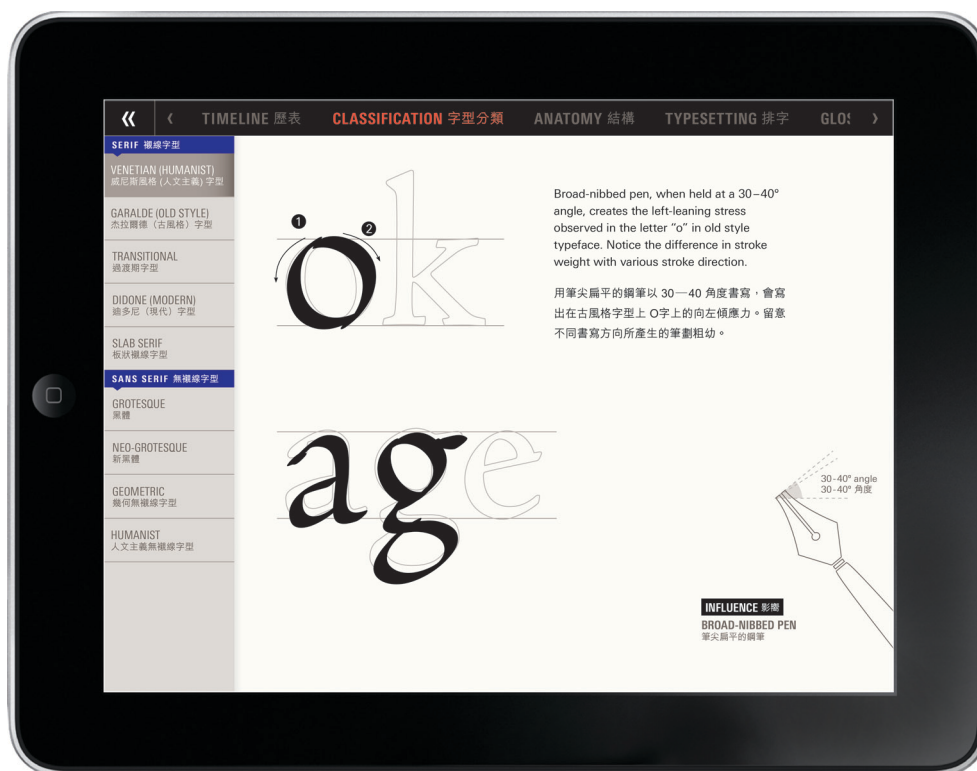 « ‹ TIMELINE 歷表 CLASSIFICATION 字型分類 ANATOMY 結構 TYPESETTING 排字 GLOS ›
SERIF 襯線字型
VENETIAN (HUMANIST)
威尼斯風格 (人文主義) 字型
GARALDE (OLD STYLE)
杰拉爾德（古風格）字型
TRANSITIONAL
過渡期字型
DIDONE (MODERN)
迪多尼（現代）字型
SLAB SERIF
板狀襯線字型
SANS SERIF 無襯線字型
GROTESQUE
黑體
NEO-GROTESQUE
新黑體
GEOMETRIC
幾何無襯線字型
HUMANIST
人文主義無襯線字型
1 2
ok
age
Broad-nibbed pen, when held at a 30–40°
angle, creates the left-leaning stress
observed in the letter “o” in old style
typeface. Notice the difference in stroke
weight with various stroke direction.
用筆尖扁平的鋼筆以 30—40 角度書寫，會寫
出在古風格字型上 O字上的向左傾應力。留意
不同書寫方向所產生的筆劃粗幼。
30-40° angle
30-40° 角度
INFLUENCE 影嚮
BROAD-NIBBED PEN
筆尖扁平的鋼筆